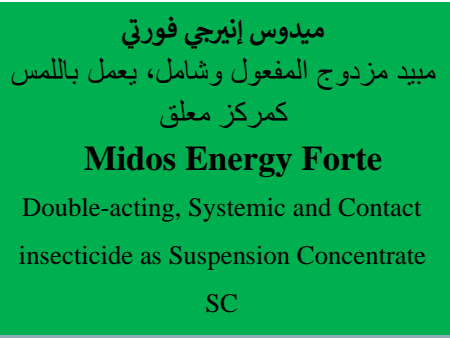 ميدوس إنيرجي فورتي
مبيد مزدوج المفعول وشامل، يعمل باللمس
كمركز معلق
Midos Energy Forte
Double-acting, Systemic and Contact
insecticide as Suspension Concentrate
SC